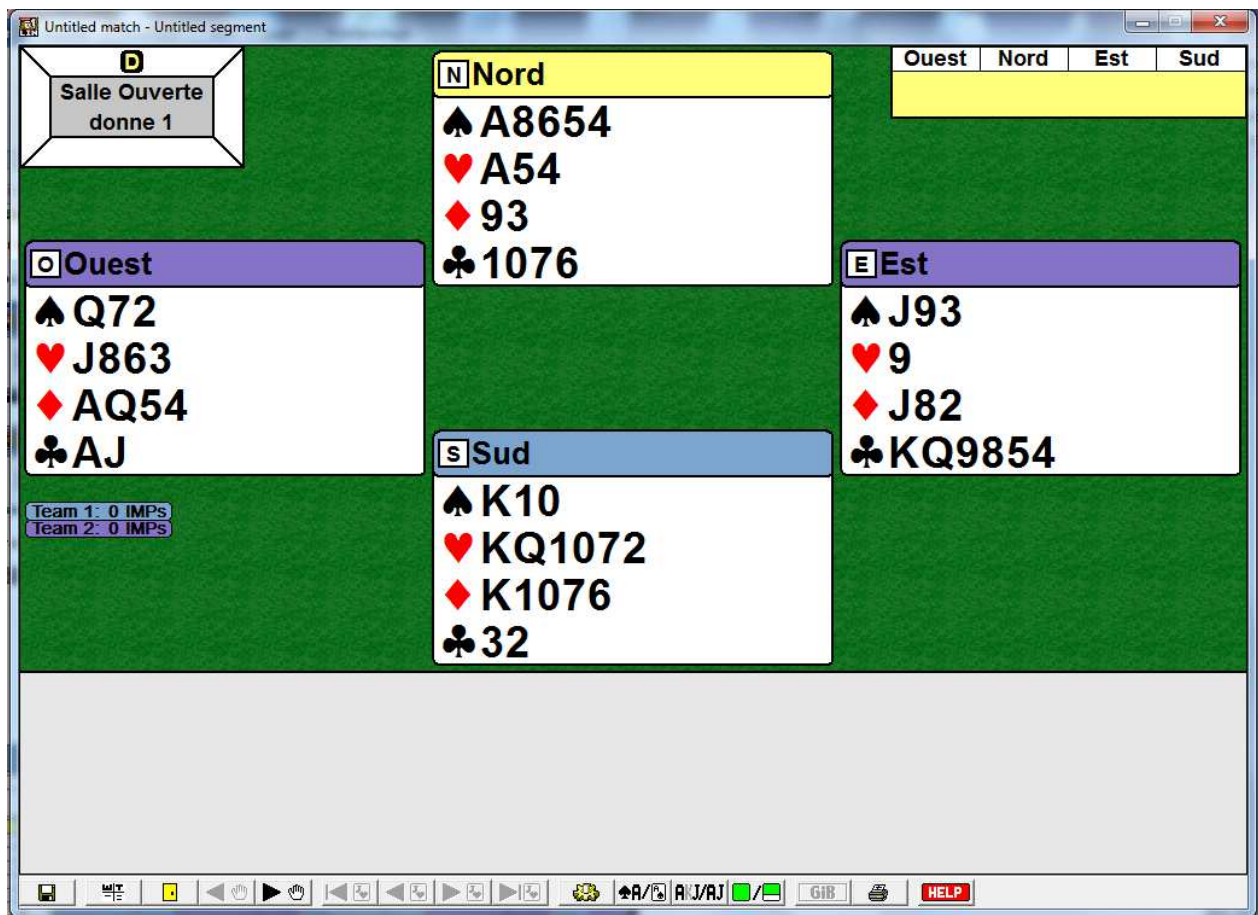 Untitled match - Untitled segment
D
Salle Ouverte
donne 1
N Nord
♠ A8654
♥ A54
♦ 93
♣ 1076
Ouest Nord Est Sud
O Ouest
♠ Q72
♥ J863
♦ AQ54
♣ AJ
E Est
♠ J93
♥ 9
♦ J82
♣ KQ9854
S Sud
♠ K10
♥ KQ1072
♦ K1076
♣ 32
Team 1: 0 IMPs
Team 2: 0 IMPs
♠A/ AKJ/AJ GiB HELP